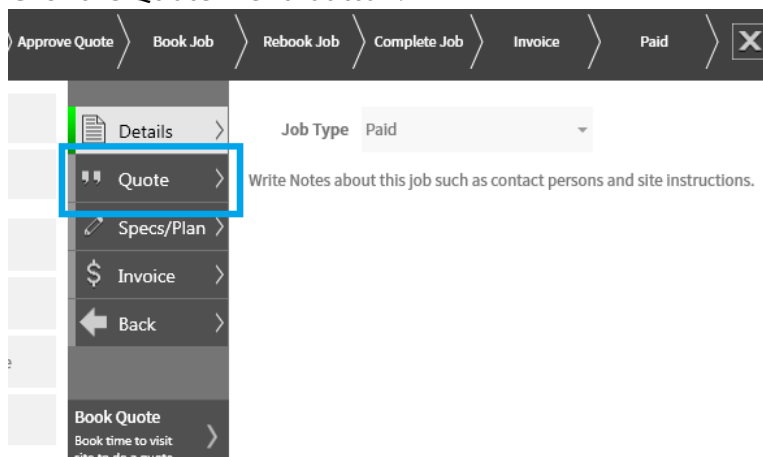 Approve Quote Book Job Rebook Job Complete Job Invoice Paid X
Details
Job Type Paid
Quote
Write Notes about this job such as contact persons and site instructions.
Specs/Plan
$ Invoice
Back
Book Quote
Book time to visit